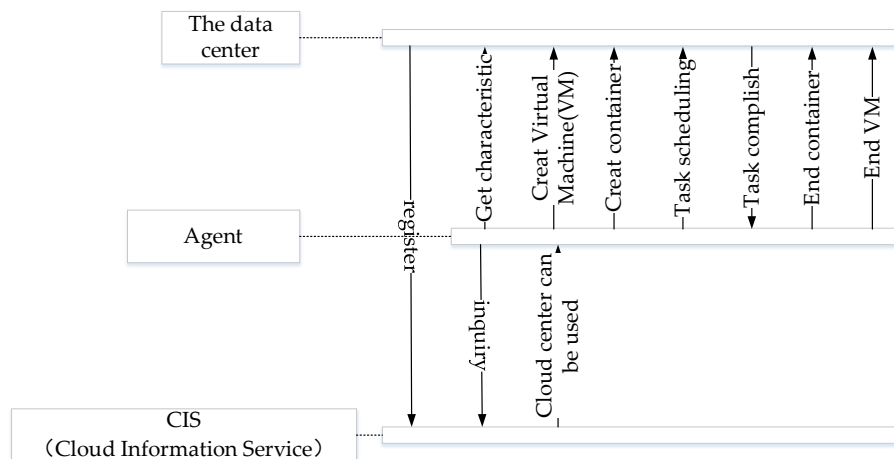 The data
center
Get characteristic
Creat Virtual
Machine(VM)
Creat container
Task scheduling
Task complish
End container
End VM
register
Agent
inquiry
Cloud center can
be used
CIS
（Cloud Information Service）